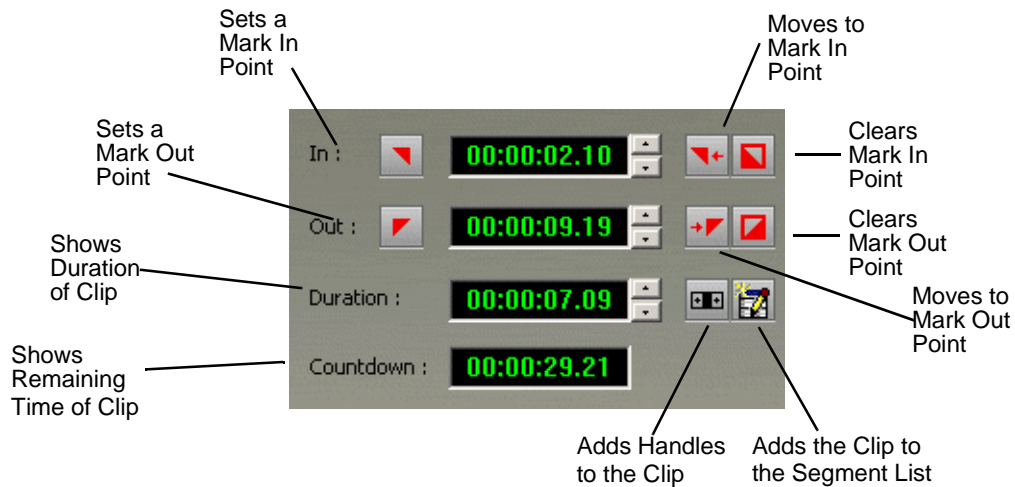 Sets a
Mark In
Point
Moves to
Mark In
Point
Sets a
Mark Out
Point
In :
00:00:02.10
Clears
Mark In
Point
Out :
00:00:09.19
Clears
Mark Out
Point
Shows
Duration
of Clip
Duration :
00:00:07.09
Moves to
Mark Out
Point
Shows
Remaining
Time of Clip
Countdown :
00:00:29.21
Adds Handles
to the Clip
Adds the Clip to
the Segment List